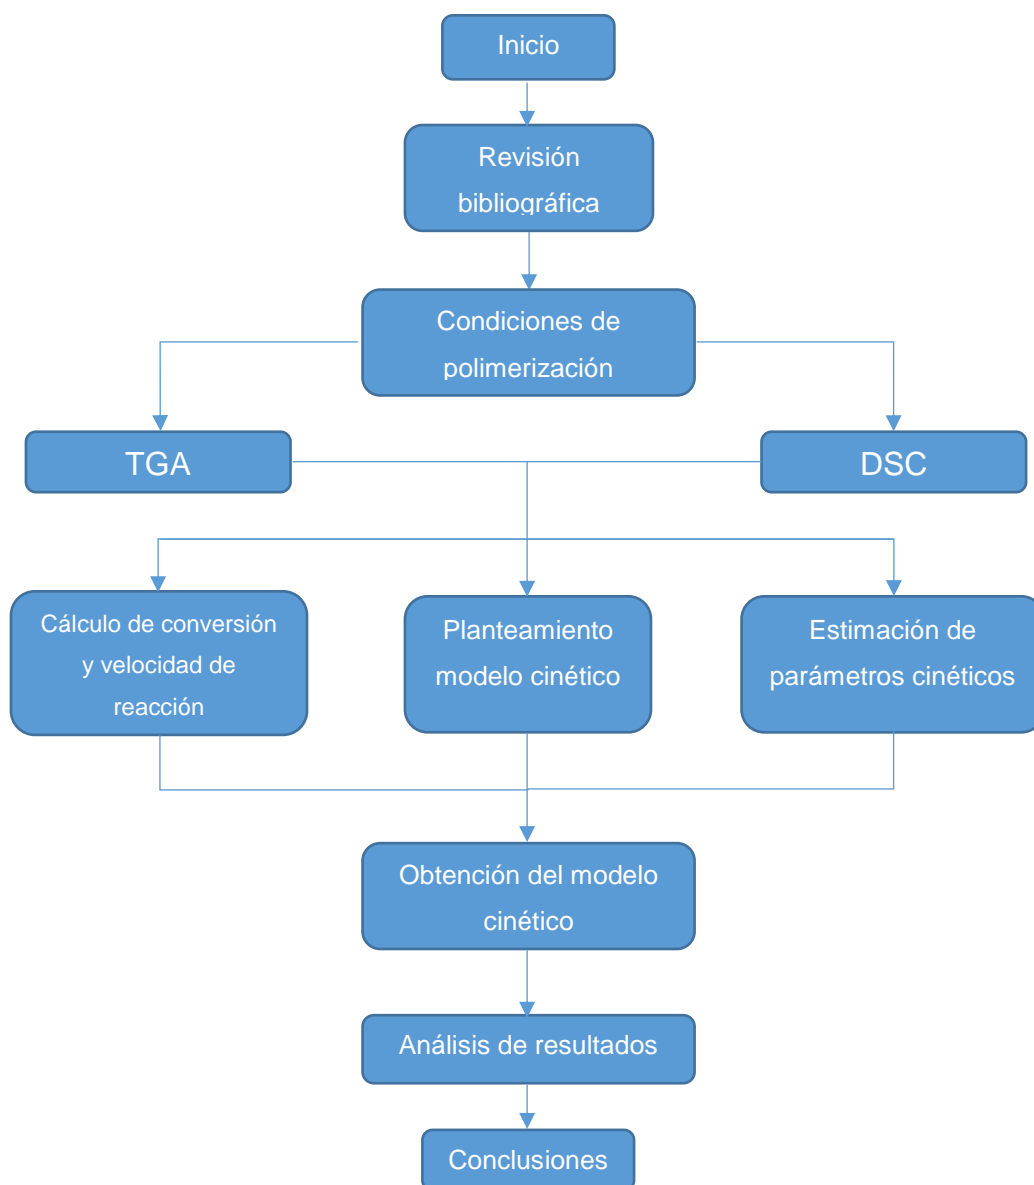 Inicio
Revisión
bibliográfica
Condiciones de
polimerización
TGA
DSC
Cálculo de conversión
y velocidad de
reacción
Planteamiento
modelo cinético
Estimación de
parámetros cinéticos
Obtención del modelo
cinético
Análisis de resultados
Conclusiones